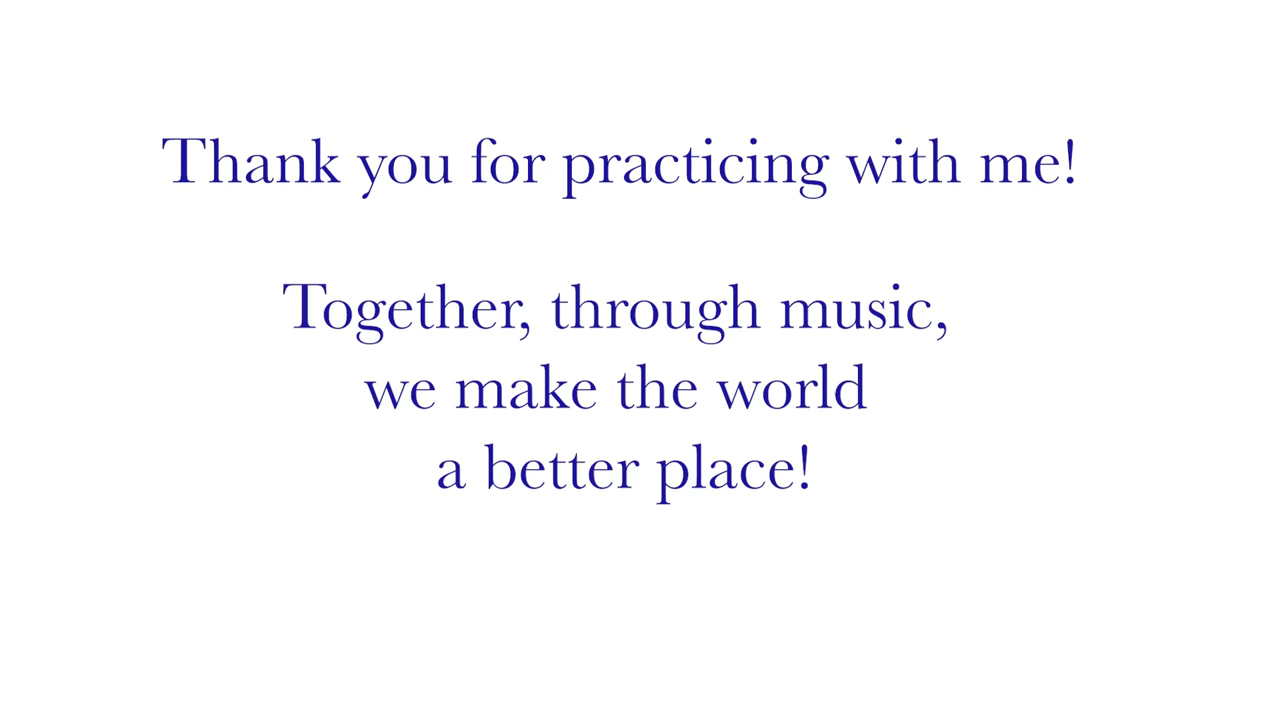 Thank you for practicing with me!
Together, through music,
we make the world
a better place!